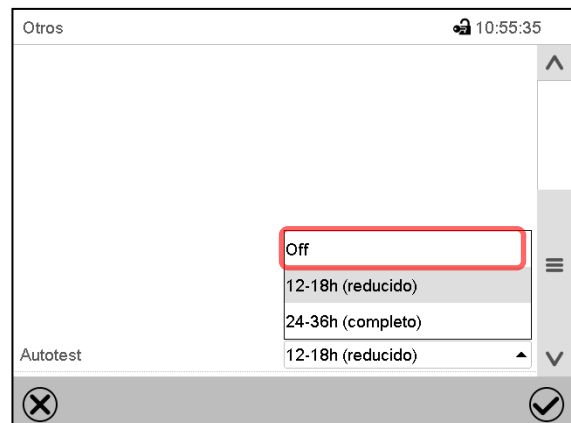 Otros 10:55:35
Off
12-18h (reducido)
24-36h (completo)
Autotest 12-18h (reducido)